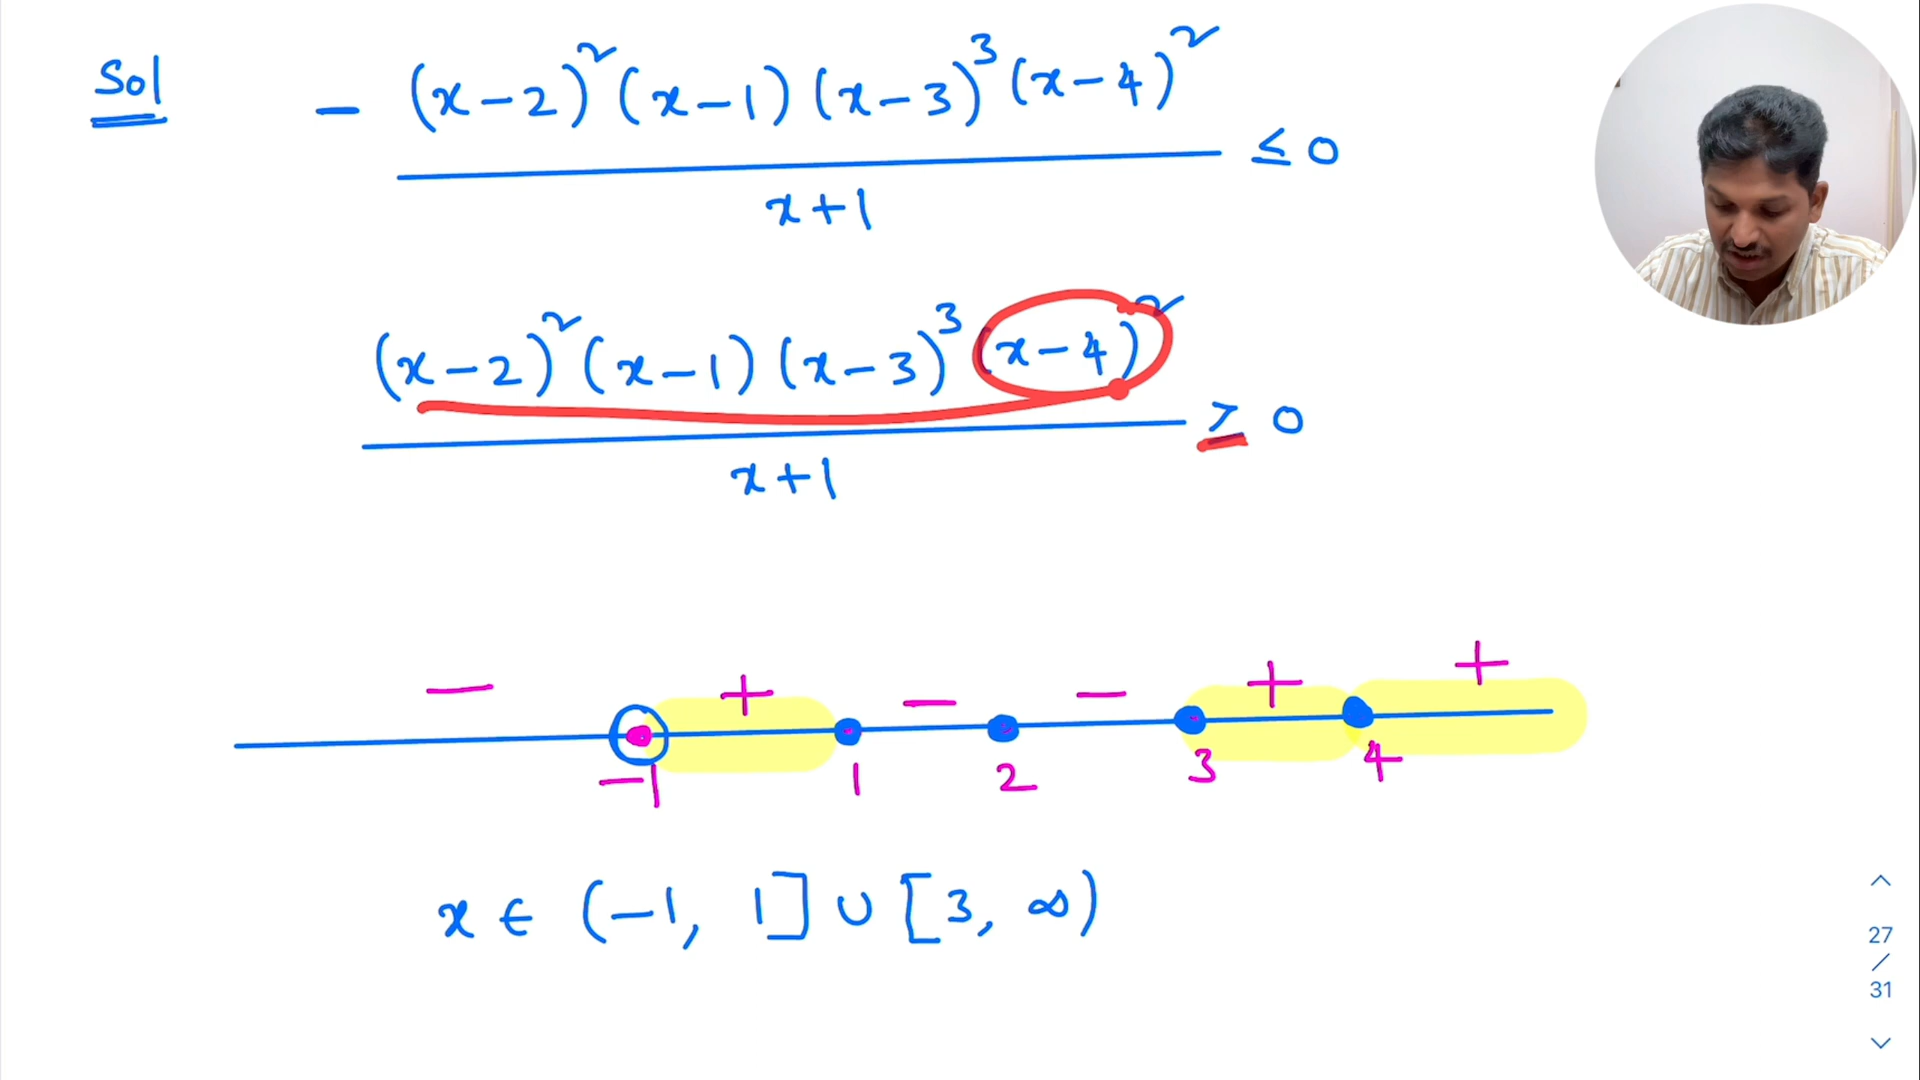 Sol
- (x-2)²(x-1)(x-3)³(x-4)²
≤ 0
x+1
(x-2)²(x-1)(x-3)³(x-4)²
≥ 0
x+1
- + - - + +
-1 1 2 3 4
x ∈ (-1, 1] ∪ [3, ∞)
27
/
31